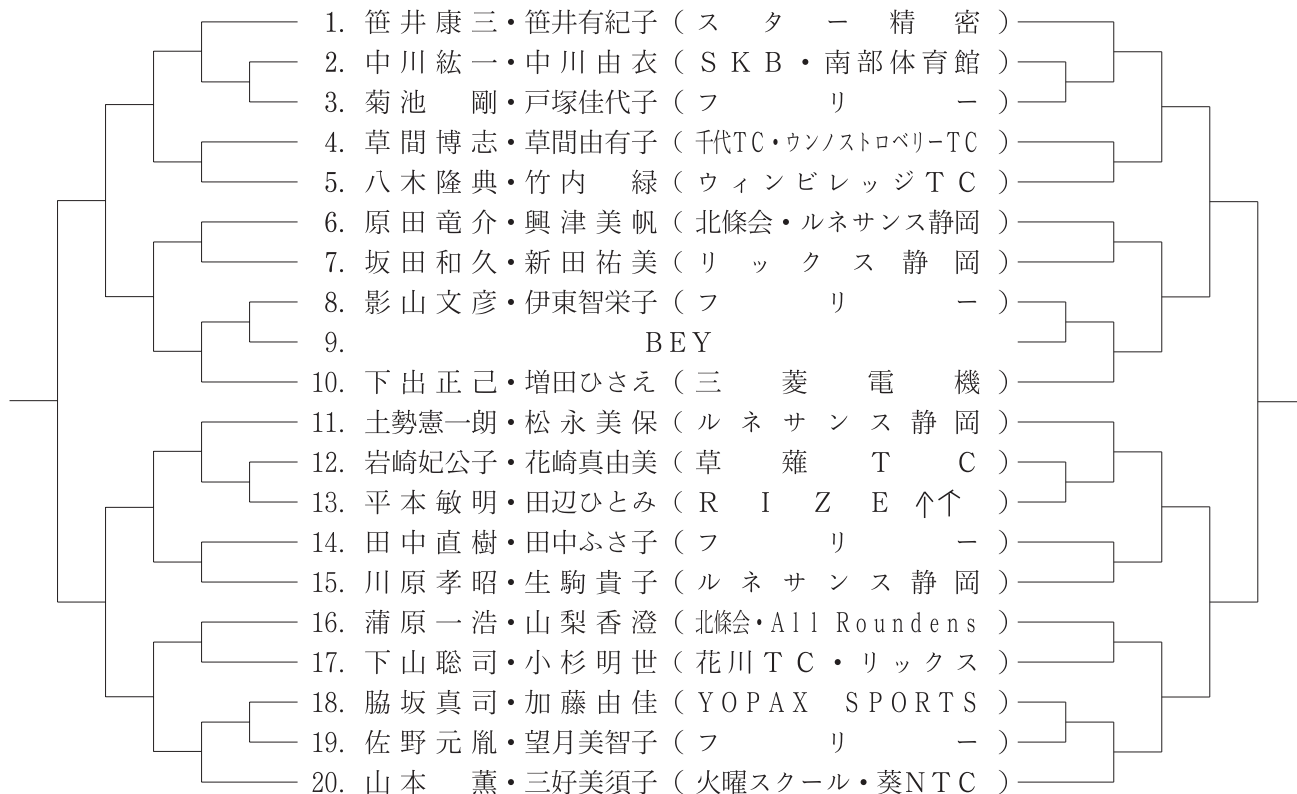 1. 笹井康三・笹井有紀子（スター精密）
2. 中川紘一・中川由衣（ＳＫＢ・南部体育館）
3. 菊池　剛・戸塚佳代子（フリー）
4. 草間博志・草間由有子（千代TC・ウンノストロベリーTC）
5. 八木隆典・竹内　緑（ウィンビレッジＴＣ）
6. 原田竜介・興津美帆（北條会・ルネサンス静岡）
7. 坂田和久・新田祐美（リックス静岡）
8. 影山文彦・伊東智栄子（フリー）
9. ＢＥＹ
10. 下出正己・増田ひさえ（三菱電機）
11. 土勢憲一朗・松永美保（ルネサンス静岡）
12. 岩崎妃公子・花崎真由美（草薙ＴＣ）
13. 平本敏明・田辺ひとみ（ＲＩＺＥ↑↑）
14. 田中直樹・田中ふさ子（フリー）
15. 川原孝昭・生駒貴子（ルネサンス静岡）
16. 蒲原一浩・山梨香澄（北條会・All Roundens）
17. 下山聡司・小杉明世（花川ＴＣ・リックス）
18. 脇坂真司・加藤由佳（YOPAX SPORTS）
19. 佐野元胤・望月美智子（フリー）
20. 山本　薫・三好美須子（火曜スクール・葵NTC）